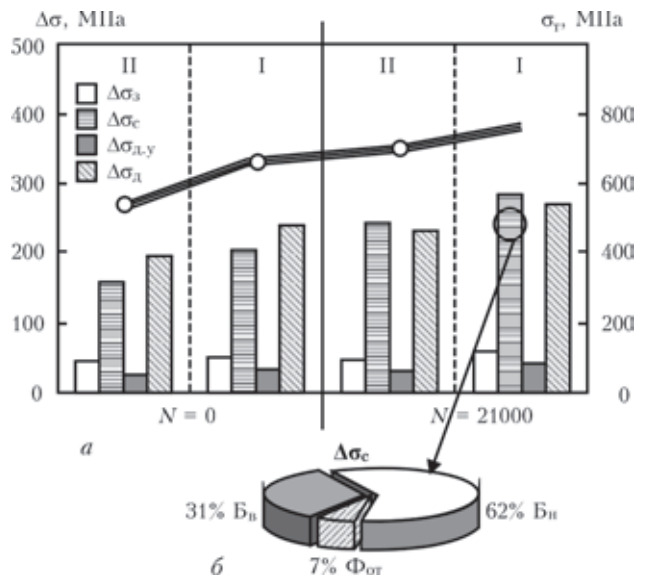 Δσ, МПа σт, МПа
500
II I II I
400 800
300 600
200 400
100 200
0 0
Δσз
Δσс
Δσд.у
Δσд
N = 0 N = 21000
а
Δσс
31% Бв 62% Бн
7% Фот
б